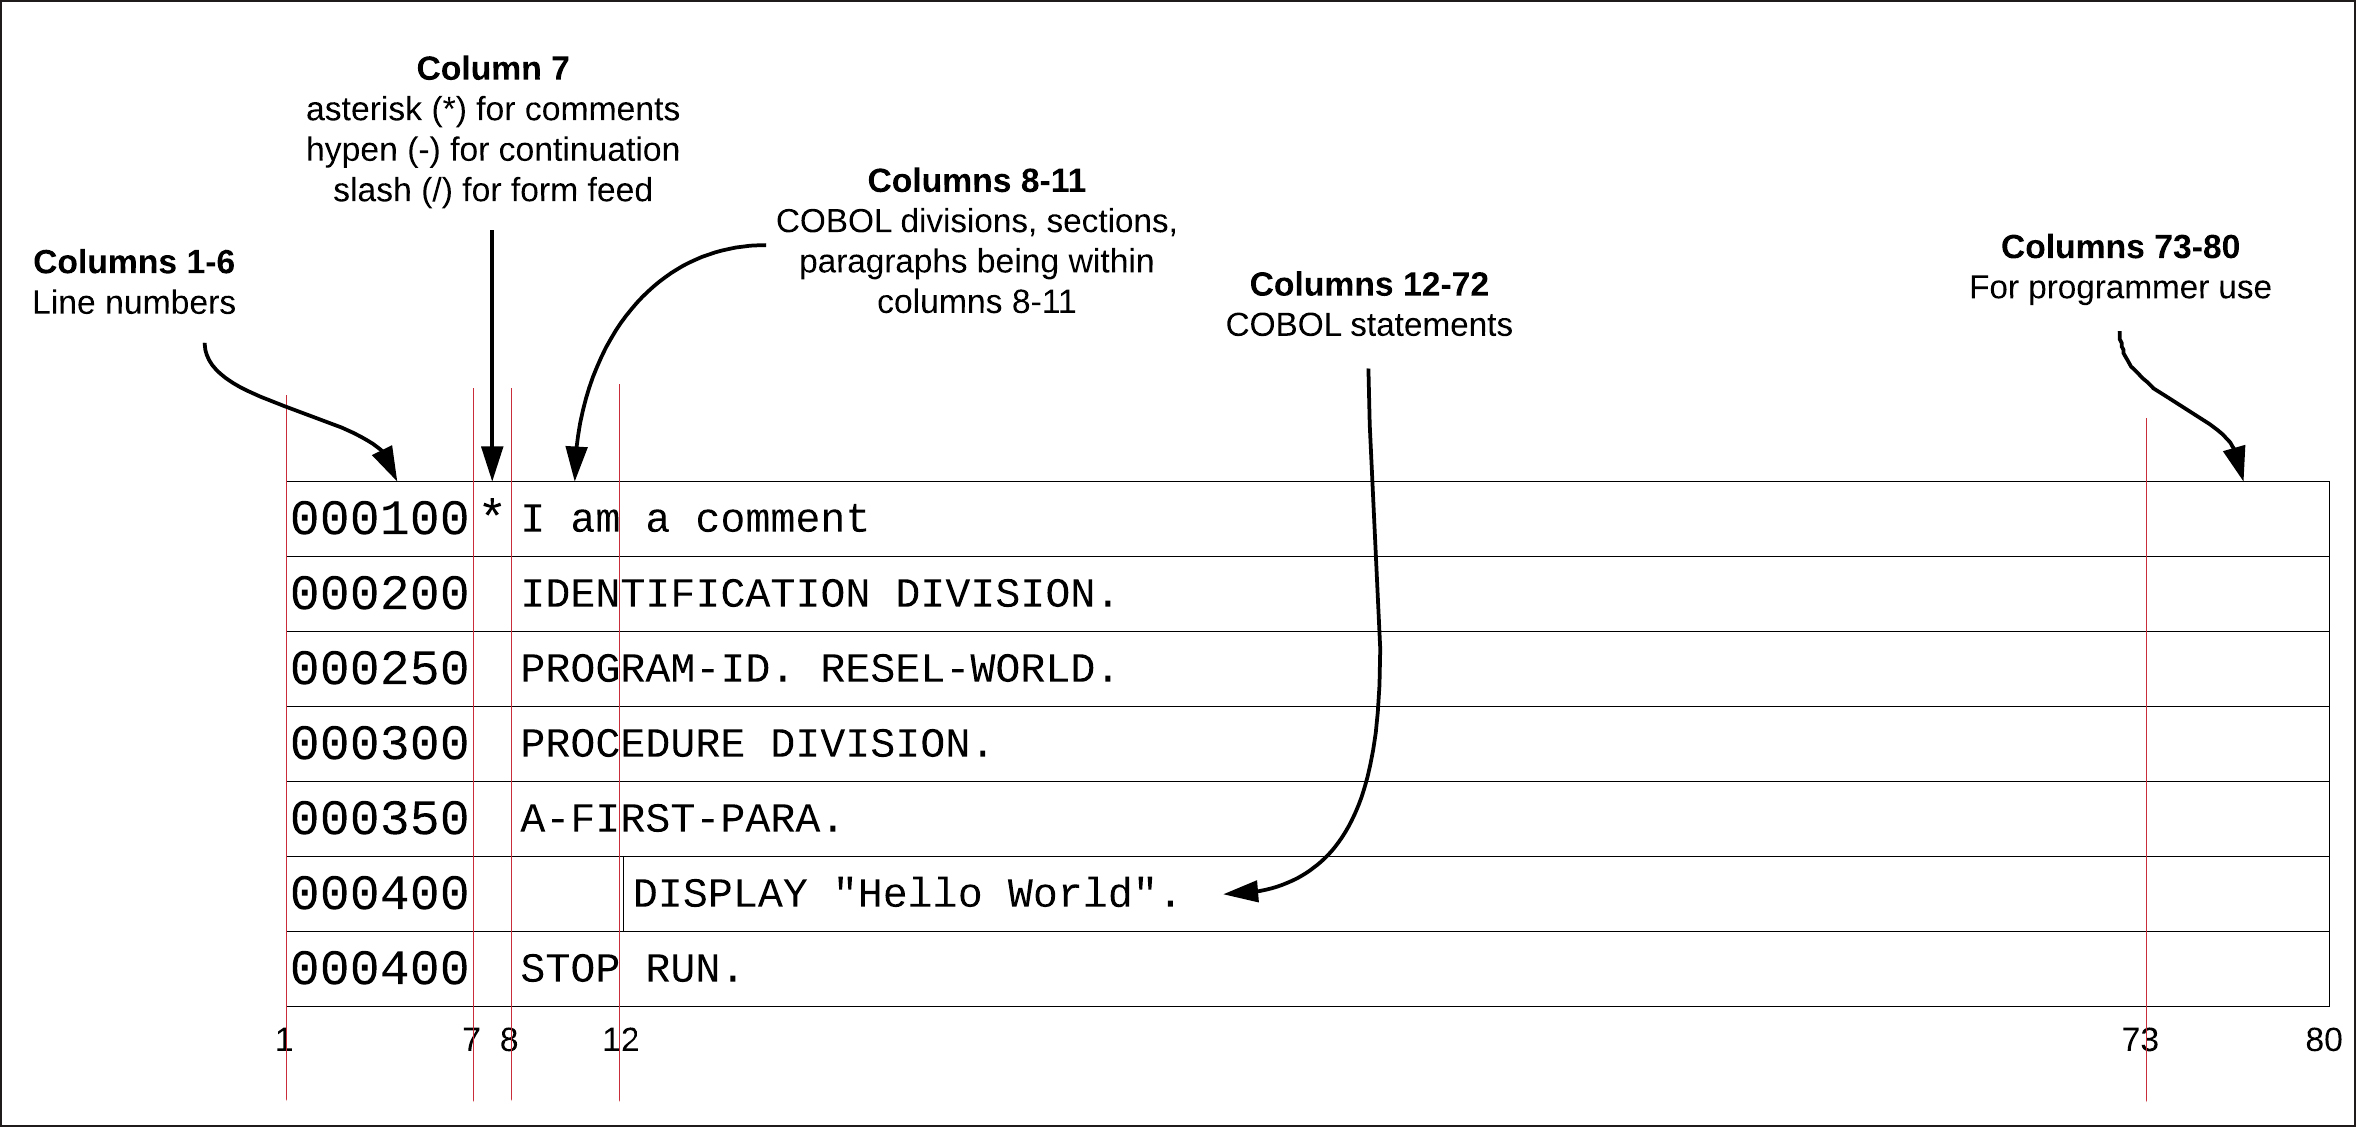 Column 7
asterisk (*) for comments
hypen (-) for continuation
slash (/) for form feed
Columns 8-11
COBOL divisions, sections,
paragraphs being within
columns 8-11
Columns 1-6
Line numbers
Columns 12-72
COBOL statements
Columns 73-80
For programmer use
000100 * I am a comment
000200 IDENTIFICATION DIVISION.
000250 PROGRAM-ID. RESEL-WORLD.
000300 PROCEDURE DIVISION.
000350 A-FIRST-PARA.
000400 DISPLAY "Hello World".
000400 STOP RUN.
1 7 8 12 73 80